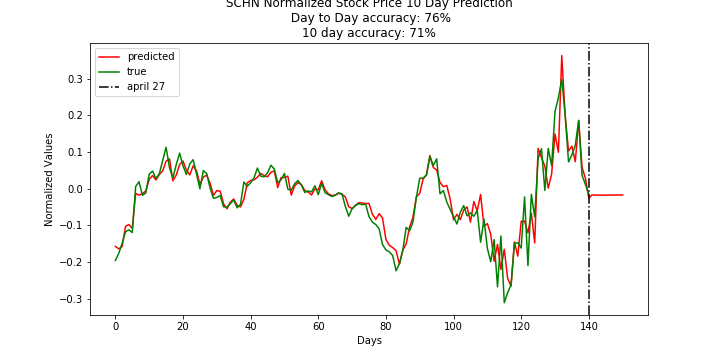 SCHN Normalized Stock Price 10 Day Prediction
Day to Day accuracy: 76%
10 day accuracy: 71%
predicted
true
april 27
Normalized Values
0.3
0.2
0.1
0.0
−0.1
−0.2
−0.3
0 20 40 60 80 100 120 140
Days